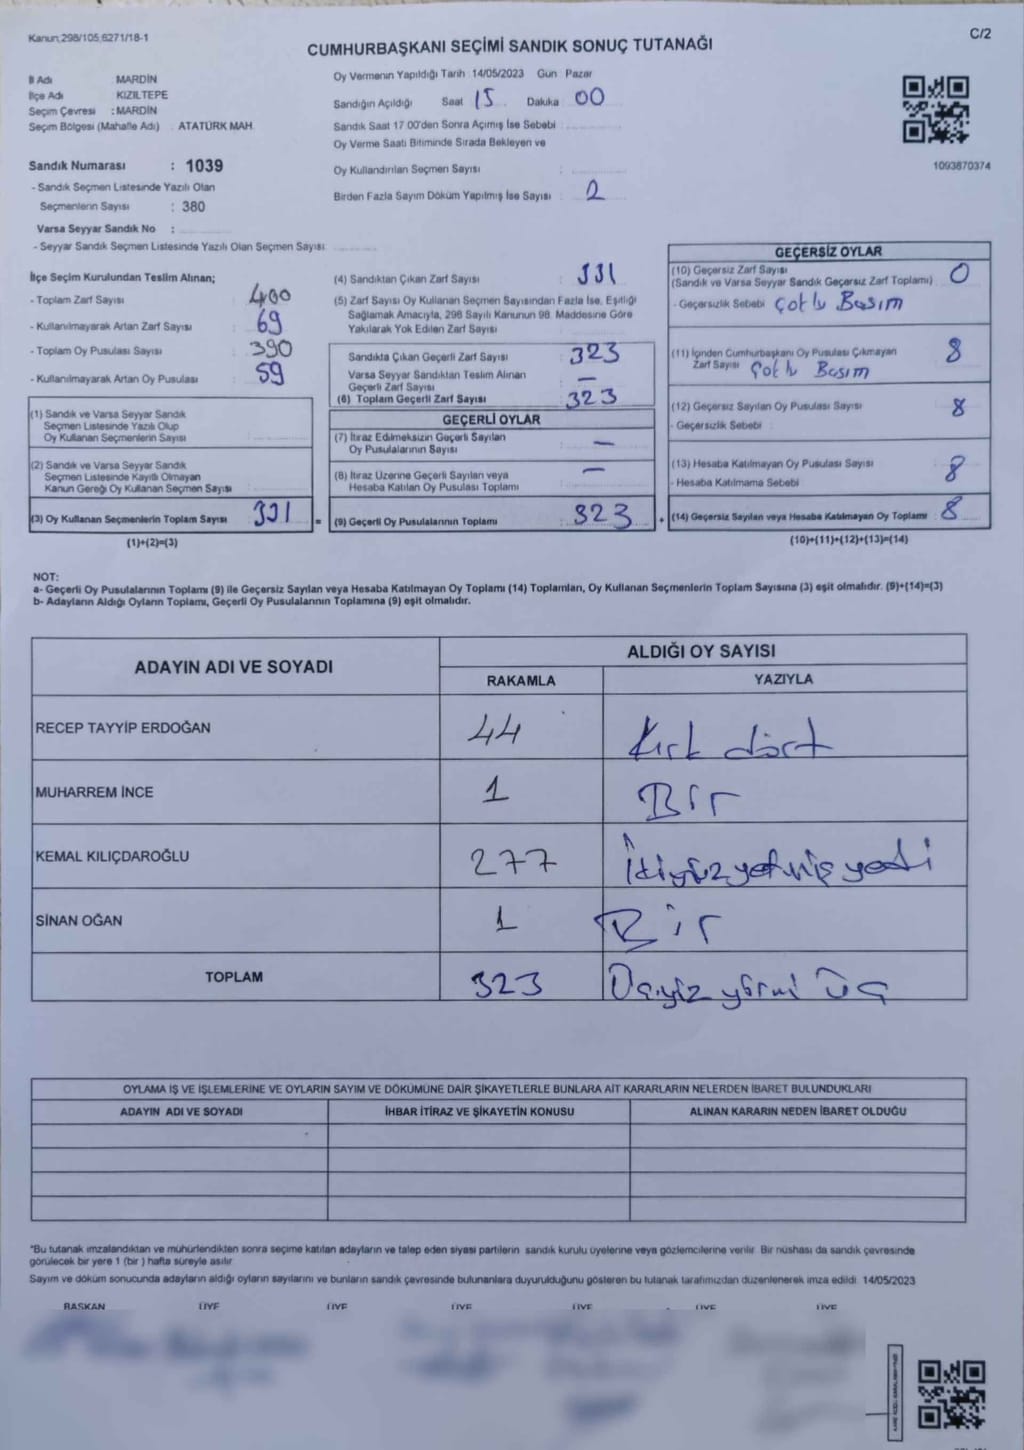 Kanun:298/105,6271/18-1
C/2
CUMHURBAŞKANI SEÇİMİ SANDIK SONUÇ TUTANAĞI
İl Adı MARDİN
İlçe Adı KIZILTEPE
Seçim Çevresi : MARDİN
Seçim Bölgesi (Mahalle Adı) : ATATÜRK MAH.
Sandık Numarası : 1039
- Sandık Seçmen Listesinde Yazılı Olan
Seçmenlerin Sayısı : 380
Varsa Seyyar Sandık No :
- Seyyar Sandık Seçmen Listesinde Yazılı Olan Seçmen Sayısı
Oy Vermenin Yapıldığı Tarih 14/05/2023 Gün Pazar
Sandığın Açıldığı Saat 15 Dakika 00
Sandık Saat 17.00'den Sonra Açımış İse Sebebi
Oy Verme Saati Bitiminde Sırada Bekleyen ve
Oy Kullandırılan Seçmen Sayısı
Birden Fazla Sayım Döküm Yapılmış İse Sayısı : 2
1093870374
İlçe Seçim Kurulundan Teslim Alınan;
- Toplam Zarf Sayısı : 400
- Kullanılmayarak Artan Zarf Sayısı : 69
- Toplam Oy Pusulası Sayısı 390
- Kullanılmayarak Artan Oy Pusulası : 59
(1) Sandık ve Varsa Seyyar Sandık
Seçmen Listesinde Yazılı Olup
Oy Kullanan Seçmenlerin Sayısı
(2) Sandık ve Varsa Seyyar Sandık
Seçmen Listesinde Kayıtlı Olmayan
Kanun Gereği Oy Kullanan Seçmen Sayısı
(3) Oy Kullanan Seçmenlerin Toplam Sayısı 331 =
(1)+(2)=(3)
(4) Sandıktan Çıkan Zarf Sayısı : 331
(5) Zarf Sayısı Oy Kullanan Seçmen Sayısından Fazla İse, Eşitliği
Sağlamak Amacıyla, 298 Sayılı Kanunun 98. Maddesine Göre
Yakılarak Yok Edilen Zarf Sayısı
Sandıkta Çıkan Geçerli Zarf Sayısı : 323
Varsa Seyyar Sandıktan Teslim Alınan
Geçerli Zarf Sayısı : —
(6) Toplam Geçerli Zarf Sayısı : 323
GEÇERLİ OYLAR
(7) İtiraz Edilmeksizin Geçerli Sayılan
Oy Pusulalarının Sayısı —
(8) İtiraz Üzerine Geçerli Sayılan veya
Hesaba Katılan Oy Pusulası Toplamı —
(9) Geçerli Oy Pusulalarının Toplamı : 323 +
GEÇERSİZ OYLAR
(10) Geçersiz Zarf Sayısı
(Sandık ve Varsa Seyyar Sandık Geçersiz Zarf Toplamı) 0
- Geçersizlik Sebebi : Çoklu Basım
(11) İçinden Cumhurbaşkanı Oy Pusulası Çıkmayan
Zarf Sayısı Çoklu Basım 8
(12) Geçersiz Sayılan Oy Pusulası Sayısı 8
- Geçersizlik Sebebi :
(13) Hesaba Katılmayan Oy Pusulası Sayısı 8
- Hesaba Katılmama Sebebi
(14) Geçersiz Sayılan veya Hesaba Katılmayan Oy Toplamı : 8
(10)+(11)+(12)+(13)=(14)
NOT:
a- Geçerli Oy Pusulalarının Toplamı (9) ile Geçersiz Sayılan veya Hesaba Katılmayan Oy Toplamı (14) Toplamları, Oy Kullanan Seçmenlerin Toplam Sayısına (3) eşit olmalıdır. (9)+(14)=(3)
b- Adayların Aldığı Oyların Toplamı, Geçerli Oy Pusulalarının Toplamına (9) eşit olmalıdır.
ADAYIN ADI VE SOYADI
ALDIĞI OY SAYISI
RAKAMLA YAZIYLA
RECEP TAYYİP ERDOĞAN 44 Kırk dört
MUHARREM İNCE 1 Bir
KEMAL KILIÇDAROĞLU 277 İkiyüz yetmiş yedi
SİNAN OĞAN 1 Bir
TOPLAM 323 Üçyüz yirmi üç
OYLAMA İŞ VE İŞLEMLERİNE VE OYLARIN SAYIM VE DÖKÜMÜNE DAİR ŞİKAYETLERLE BUNLARA AİT KARARLARIN NELERDEN İBARET BULUNDUKLARI
ADAYIN ADI VE SOYADI İHBAR İTİRAZ VE ŞİKAYETİN KONUSU ALINAN KARARIN NEDEN İBARET OLDUĞU
"Bu tutanak imzalandıktan ve mühürlendikten sonra seçime katılan adayların ve talep eden siyasi partilerin sandık kurulu üyelerine veya gözlemcilerine verilir. Bir nüshası da sandık çevresinde
görülecek bir yere 1 (bir ) hafta süreyle asılır.
Sayım ve döküm sonucunda adayların aldığı oyların sayılarını ve bunların sandık çevresinde bulunanlara duyurulduğunu gösteren bu tutanak tarafımızdan düzenlenerek imza edildi. 14/05/2023
BAŞKAN ÜYE ÜYE ÜYE ÜYE ÜYE ÜYE